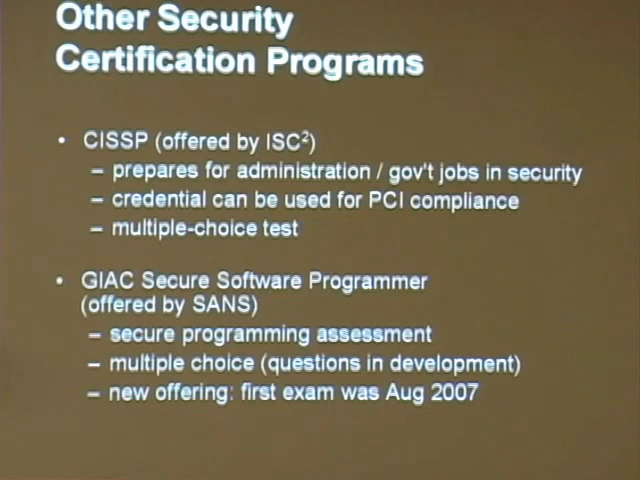 Other Security
Certification Programs
• CISSP (offered by ISC²)
– prepares for administration / gov't jobs in security
– credential can be used for PCI compliance
– multiple-choice test
• GIAC Secure Software Programmer
(offered by SANS)
– secure programming assessment
– multiple choice (questions in development)
– new offering: first exam was Aug 2007